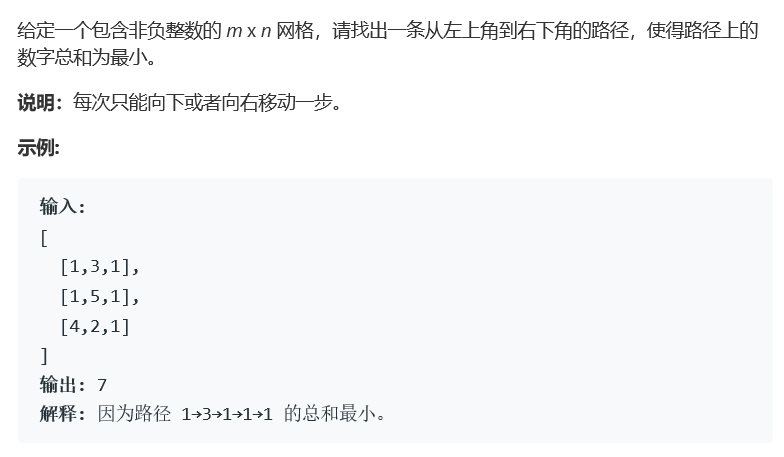 给定一个包含非负整数的 m x n 网格，请找出一条从左上角到右下角的路径，使得路径上的
数字总和为最小。
说明：每次只能向下或者向右移动一步。
示例:
输入:
[
  [1,3,1],
  [1,5,1],
  [4,2,1]
]
输出: 7
解释: 因为路径 1→3→1→1→1 的总和最小。